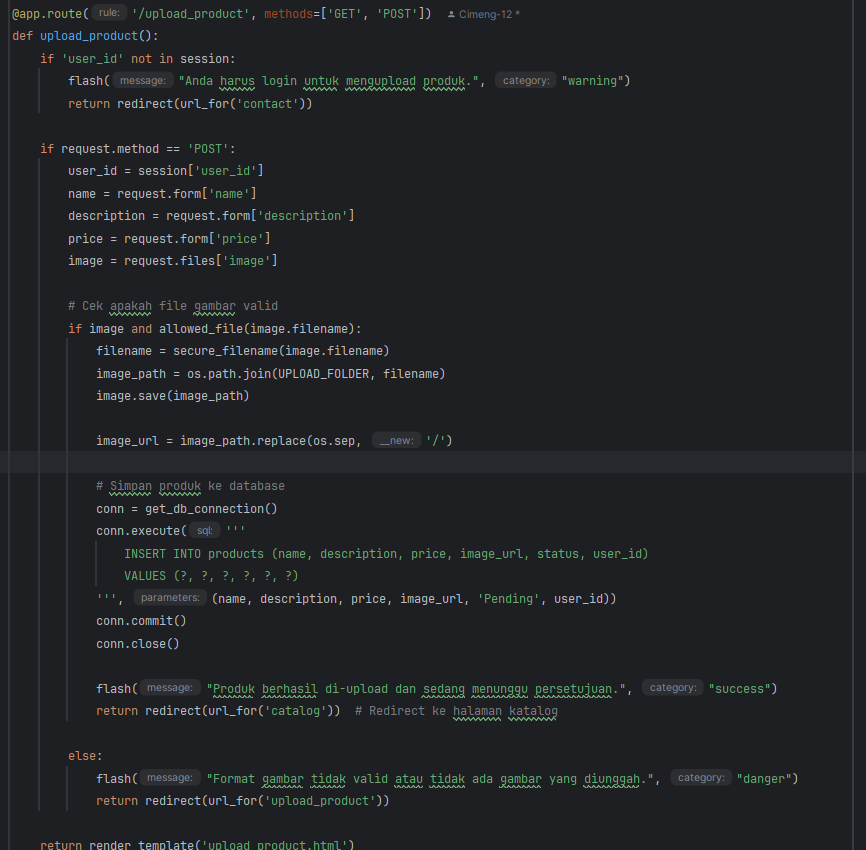 @app.route( rule: '/upload_product', methods=['GET', 'POST']) Cimeng-12 *
def upload_product():
    if 'user_id' not in session:
        flash( message: "Anda harus login untuk mengupload produk.", category: "warning")
        return redirect(url_for('contact'))

    if request.method == 'POST':
        user_id = session['user_id']
        name = request.form['name']
        description = request.form['description']
        price = request.form['price']
        image = request.files['image']

        # Cek apakah file gambar valid
        if image and allowed_file(image.filename):
            filename = secure_filename(image.filename)
            image_path = os.path.join(UPLOAD_FOLDER, filename)
            image.save(image_path)

            image_url = image_path.replace(os.sep, __new: '/')

            # Simpan produk ke database
            conn = get_db_connection()
            conn.execute( sql: '''
                INSERT INTO products (name, description, price, image_url, status, user_id)
                VALUES (?, ?, ?, ?, ?, ?)
            ''', parameters: (name, description, price, image_url, 'Pending', user_id))
            conn.commit()
            conn.close()

            flash( message: "Produk berhasil di-upload dan sedang menunggu persetujuan.", category: "success")
            return redirect(url_for('catalog'))  # Redirect ke halaman katalog

        else:
            flash( message: "Format gambar tidak valid atau tidak ada gambar yang diunggah.", category: "danger")
            return redirect(url_for('upload_product'))

    return render_template('upload_product.html')